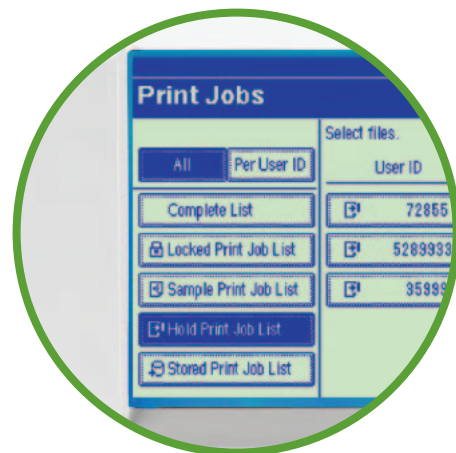 Print Jobs
Select files.
All Per User ID User ID
Complete List 72855
Locked Print Job List 5289933
Sample Print Job List
Hold Print Job List
Stored Print Job List